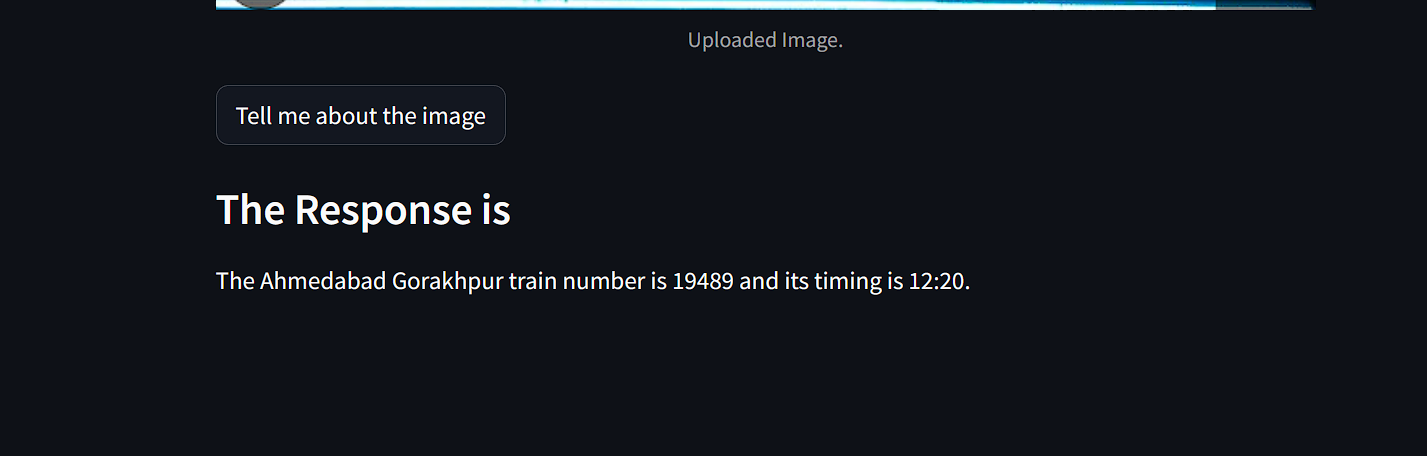 Uploaded Image.
Tell me about the image
The Response is
The Ahmedabad Gorakhpur train number is 19489 and its timing is 12:20.